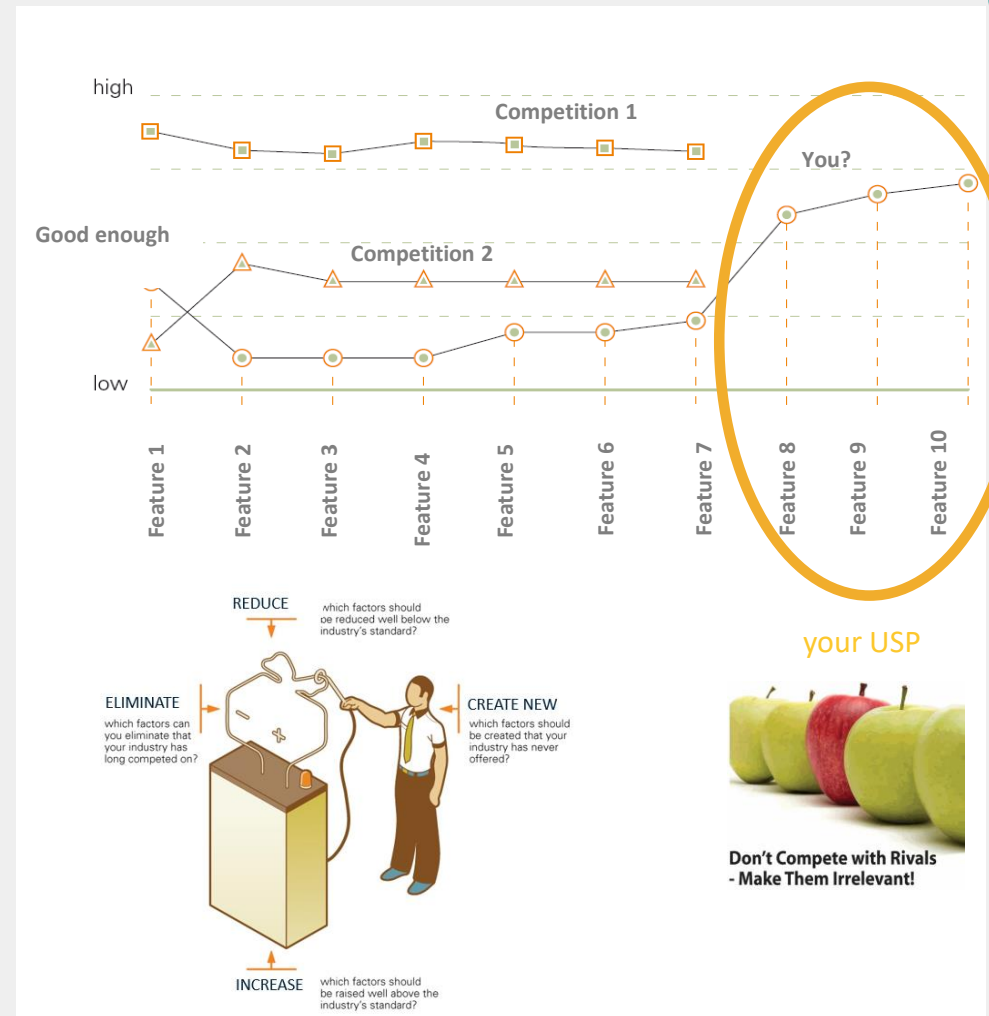 high
Competition 1
You?
Good enough
Competition 2
low
Feature 1
Feature 2
Feature 3
Feature 4
Feature 5
Feature 6
Feature 7
Feature 8
Feature 9
Feature 10
REDUCE
which factors should
be reduced well below the
industry's standard?
ELIMINATE
which factors can
you eliminate that
your industry has
long competed on?
CREATE NEW
which factors should
be created that your
industry has never
offered?
INCREASE
which factors should
be raised well above the
industry's standard?
your USP
Don't Compete with Rivals
- Make Them Irrelevant!